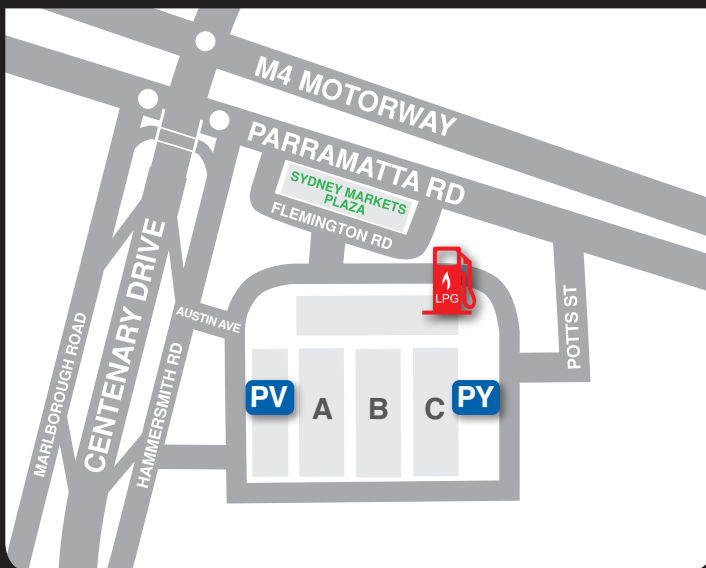 M4 MOTORWAY
PARRAMATTA RD
SYDNEY MARKETS
PLAZA
FLEMINGTON RD
LPG
AUSTIN AVE
POTTS ST
CENTENARY DRIVE
MARLBOROUGH ROAD
HAMMERSMITH RD
PV
A
B
C
PY